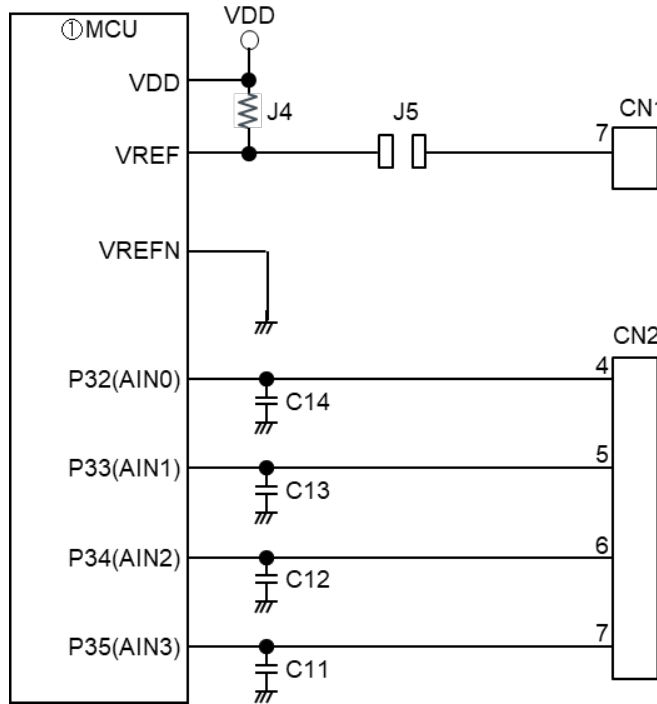 ①MCU
VDD
VDD
J4
J5
CN1
7
VREF
VREFN
CN2
P32(AIN0)
4
C14
P33(AIN1)
5
C13
P34(AIN2)
6
C12
P35(AIN3)
7
C11